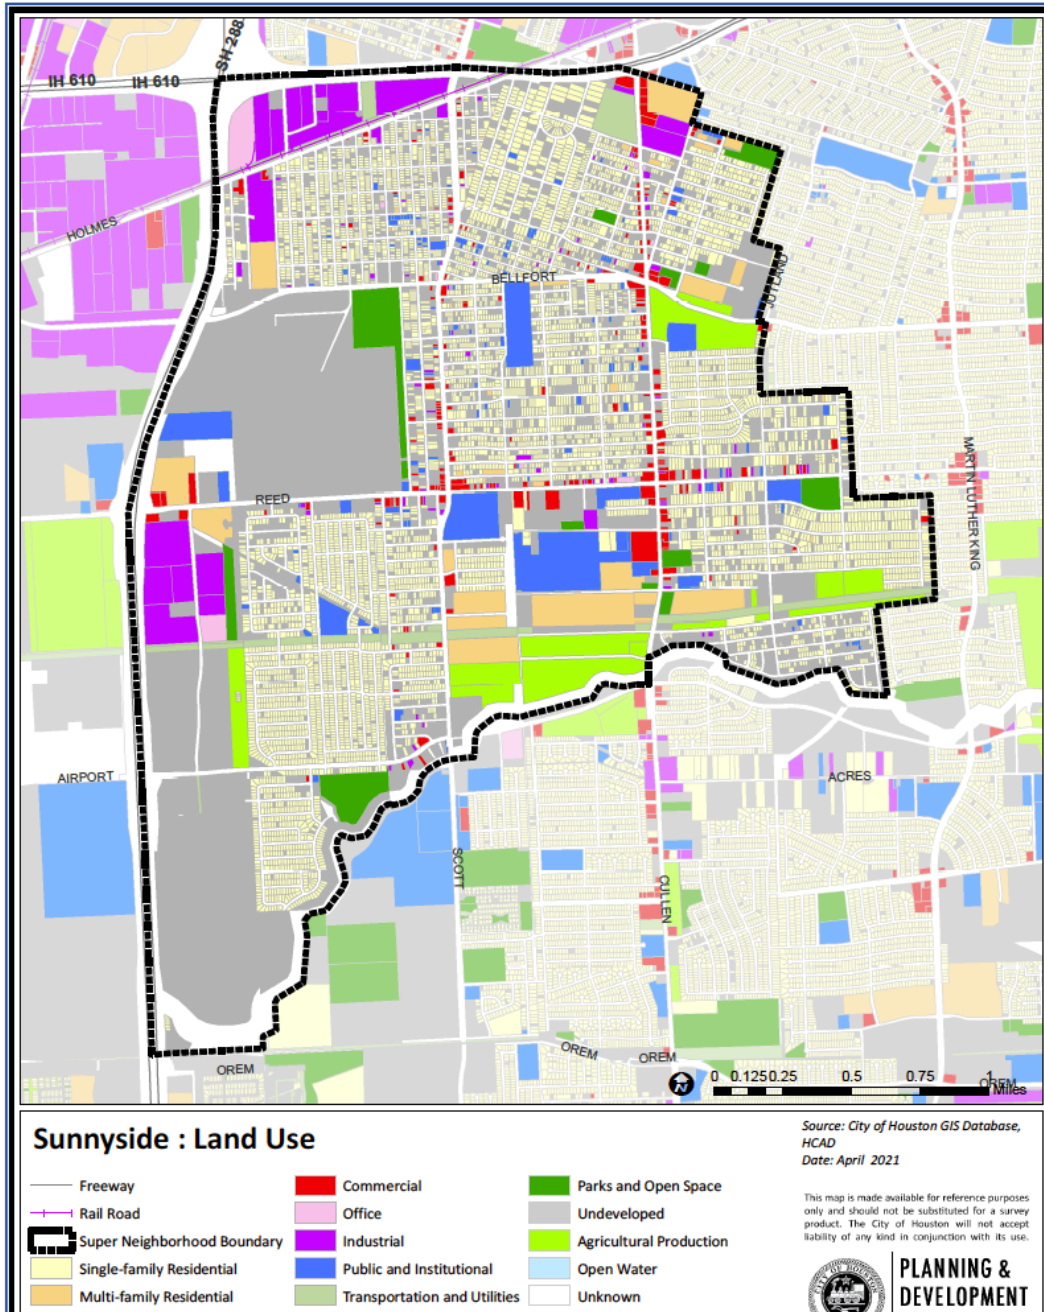 SH 288
IH 610
IH 610
HOLMES
BELLFORT
JUTLAND
REED
MARTIN LUTHER KING
AIRPORT
ACRES
SCOTT
CULLEN
OREM
OREM
OREM
OREM
0 0.125 0.25 0.5 0.75 1
Miles
Sunnyside : Land Use
Freeway
Rail Road
Super Neighborhood Boundary
Single-family Residential
Multi-family Residential
Commercial
Office
Industrial
Public and Institutional
Transportation and Utilities
Parks and Open Space
Undeveloped
Agricultural Production
Open Water
Unknown
Source: City of Houston GIS Database,
HCAD
Date: April 2021
This map is made available for reference purposes
only and should not be substituted for a survey
product. The City of Houston will not accept
liability of any kind in conjunction with its use.
CITY OF HOUSTON
PLANNING &
DEVELOPMENT